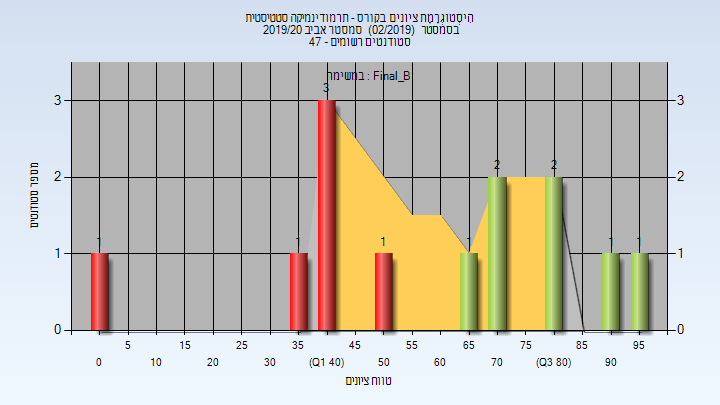 היסטוגרמת ציונים בקורס - תרמודינמיקה סטטיסטית
בסמסטר (02/2019) סמסטר אביב 2019/20
סטודנטים רשומים - 47
במשימה : Final_B
מספר סטודנטים
3
2
1
0
3
2
1
0
1
1
3
1
1
2
2
1
1
5 15 25 35 45 55 65 75 85 95
0 10 20 30 (Q1 40) 50 60 70 (Q3 80) 90
טווח ציונים